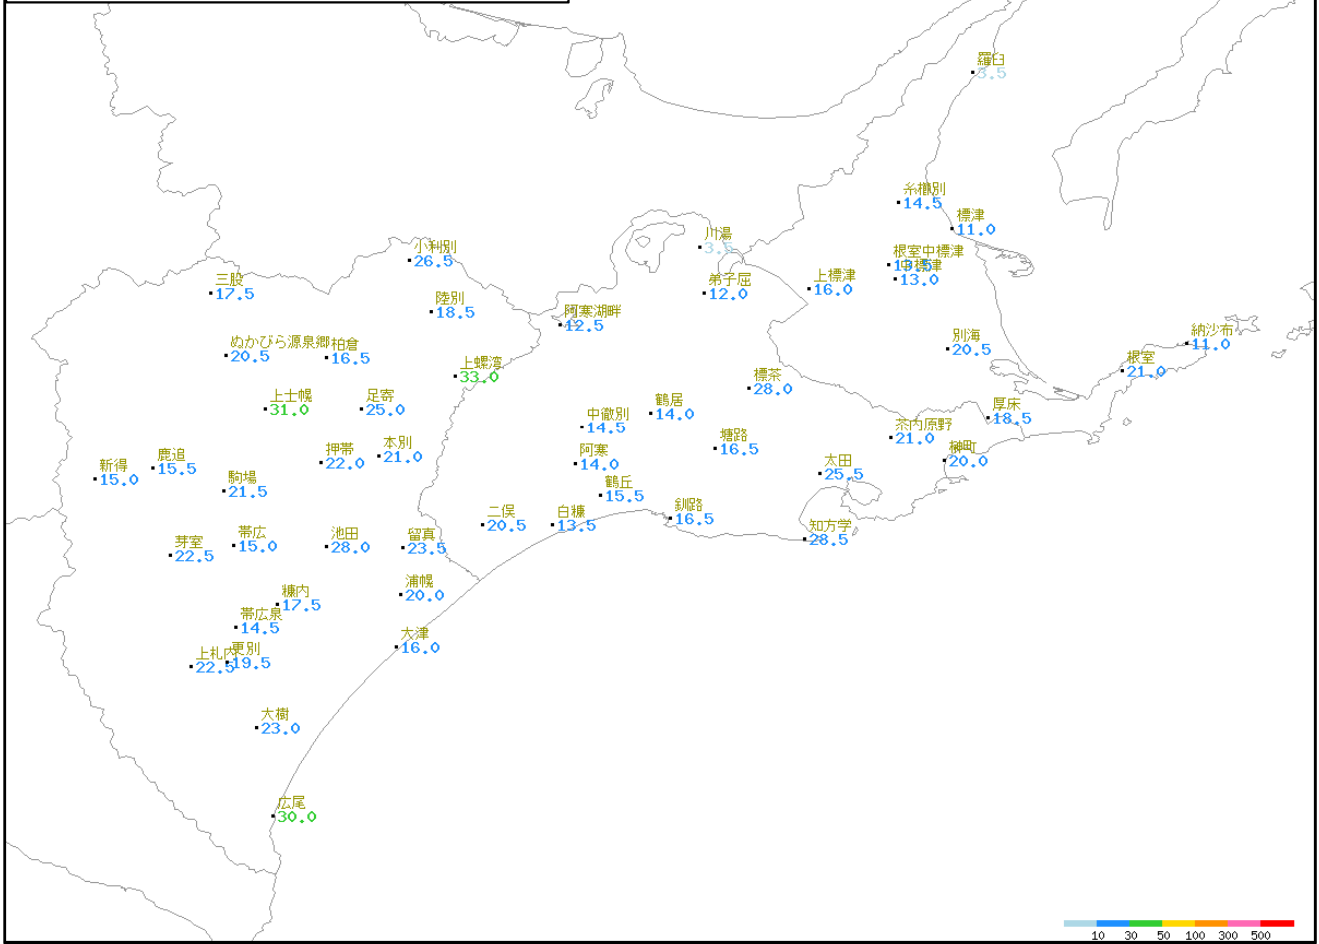 羅臼
3.5
糸櫛別
14.5
標津
11.0
川湯
3.5
小利別
26.5
根室中標津
13.5
中標津
13.0
三股
17.5
弟子屈
12.0
上標津
16.0
陸別
18.5
阿寒湖畔
12.5
納沙布
11.0
ぬかびら源泉郷
20.5
柏倉
16.5
別海
20.5
根室
21.0
上螺湾
33.0
標茶
28.0
上士幌
31.0
足寄
25.0
鶴居
14.0
厚床
18.5
中徹別
14.5
茶内原野
21.0
本別
21.0
押帯
22.0
塘路
16.5
榊町
20.0
鹿追
15.5
新得
15.0
阿寒
14.0
太田
25.5
駒場
21.5
鶴丘
15.5
釧路
16.5
二俣
20.5
白糠
13.5
知方学
28.5
芽室
22.5
帯広
15.0
池田
28.0
留真
23.5
浦幌
20.0
糠内
17.5
帯広泉
14.5
大津
16.0
上札内
22.5
更別
19.5
大樹
23.0
広尾
30.0
10 30 50 100 300 500